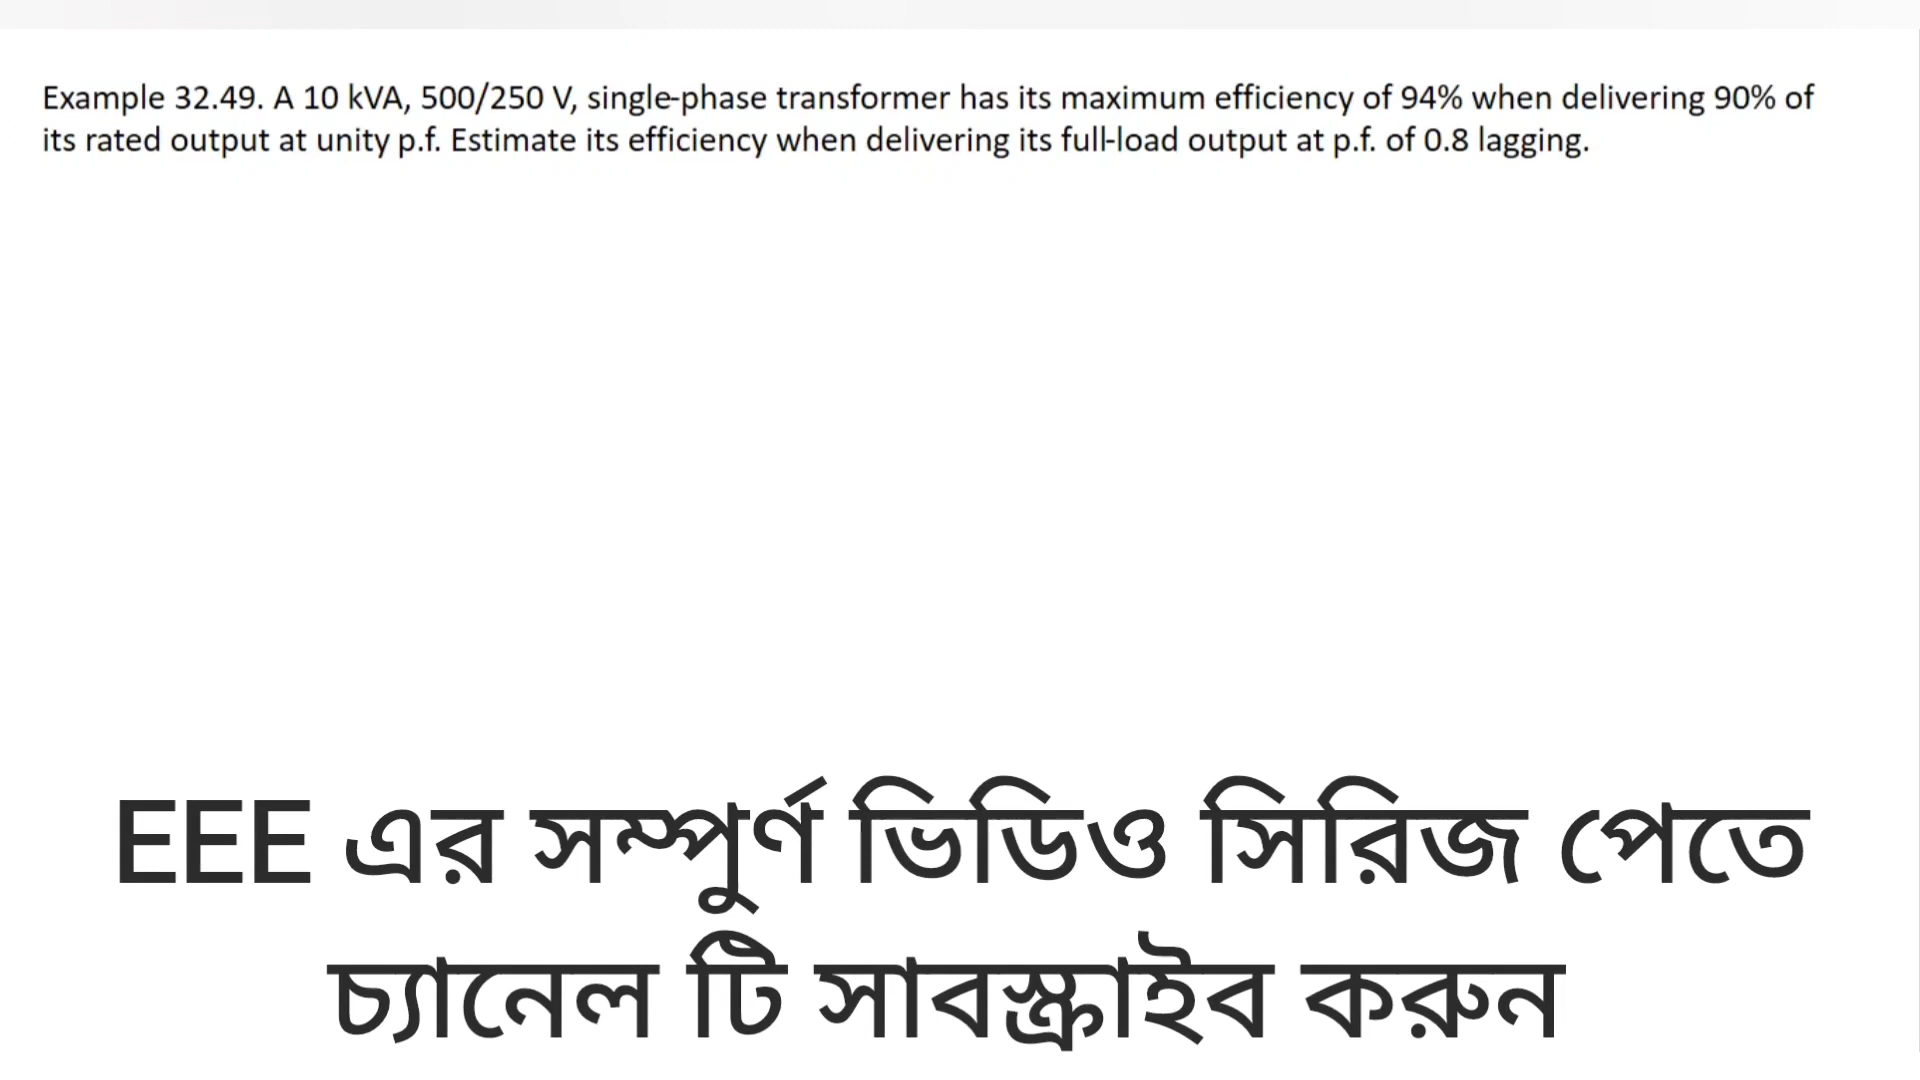 Example 32.49. A 10 kVA, 500/250 V, single-phase transformer has its maximum efficiency of 94% when delivering 90% of
its rated output at unity p.f. Estimate its efficiency when delivering its full-load output at p.f. of 0.8 lagging.
EEE এর সম্পুর্ণ ভিডিও সিরিজ পেতে
চ্যানেল টি সাবস্ক্রাইব করুন